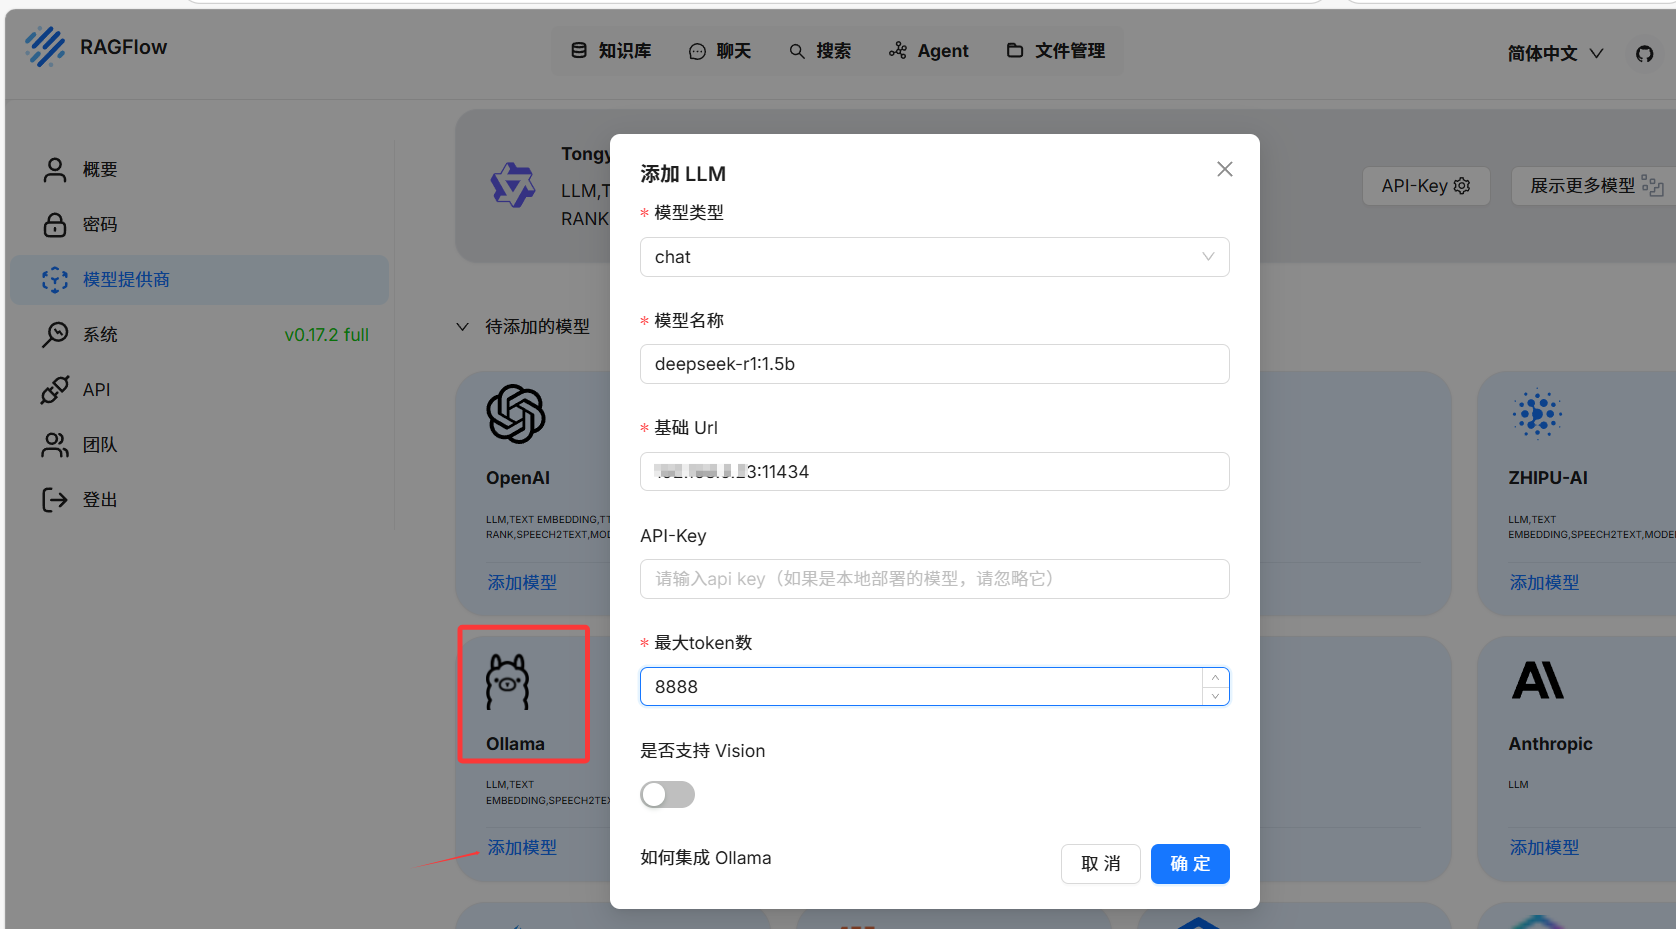 RAGFlow
知识库
聊天
搜索
Agent
文件管理
简体中文
概要
密码
模型提供商
系统
v0.17.2 full
API
团队
登出
Tongy
LLM,T
RANK
API-Key
展示更多模型
待添加的模型
OpenAI
LLM,TEXT EMBEDDING,TT
RANK,SPEECH2TEXT,MOD
添加模型
Ollama
LLM,TEXT
EMBEDDING,SPEECH2TEX
添加模型
添加 LLM
* 模型类型
chat
* 模型名称
deepseek-r1:1.5b
* 基础 Url
3:11434
API-Key
请输入api key（如果是本地部署的模型，请忽略它）
* 最大token数
8888
是否支持 Vision
如何集成 Ollama
取 消
确 定
ZHIPU-AI
LLM,TEXT
EMBEDDING,SPEECH2TEXT,MODE
添加模型
Anthropic
LLM
添加模型